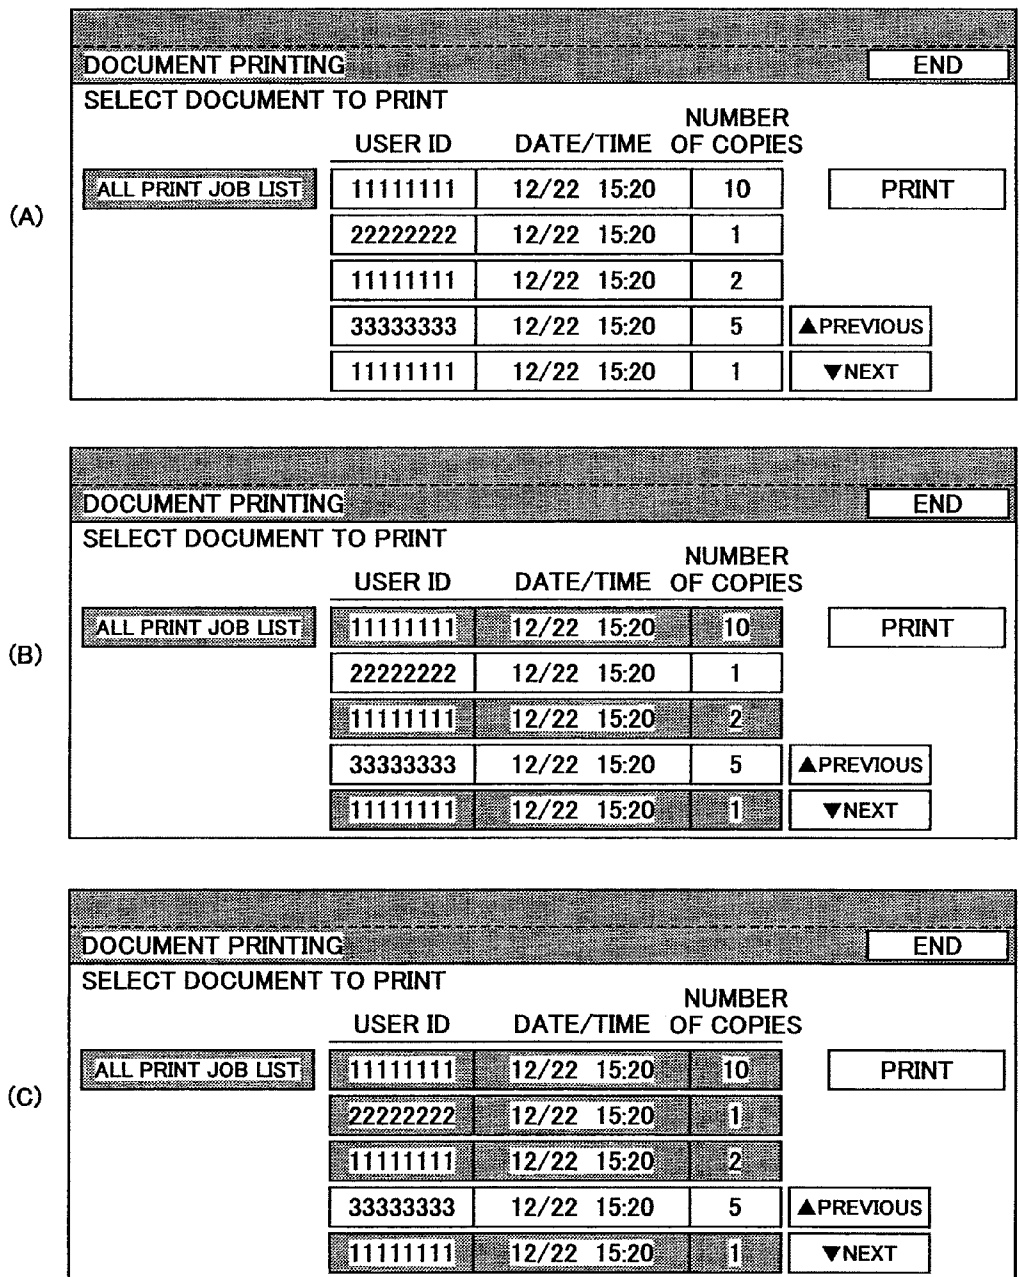 (A)
DOCUMENT PRINTING END
SELECT DOCUMENT TO PRINT
NUMBER
USER ID DATE/TIME OF COPIES
ALL PRINT JOB LIST 11111111 12/22 15:20 10 PRINT
22222222 12/22 15:20 1
11111111 12/22 15:20 2
33333333 12/22 15:20 5 ▲PREVIOUS
11111111 12/22 15:20 1 ▼NEXT
(B)
DOCUMENT PRINTING END
SELECT DOCUMENT TO PRINT
NUMBER
USER ID DATE/TIME OF COPIES
ALL PRINT JOB LIST 11111111 12/22 15:20 10 PRINT
22222222 12/22 15:20 1
11111111 12/22 15:20 2
33333333 12/22 15:20 5 ▲PREVIOUS
11111111 12/22 15:20 1 ▼NEXT
(C)
DOCUMENT PRINTING END
SELECT DOCUMENT TO PRINT
NUMBER
USER ID DATE/TIME OF COPIES
ALL PRINT JOB LIST 11111111 12/22 15:20 10 PRINT
22222222 12/22 15:20 1
11111111 12/22 15:20 2
33333333 12/22 15:20 5 ▲PREVIOUS
11111111 12/22 15:20 1 ▼NEXT